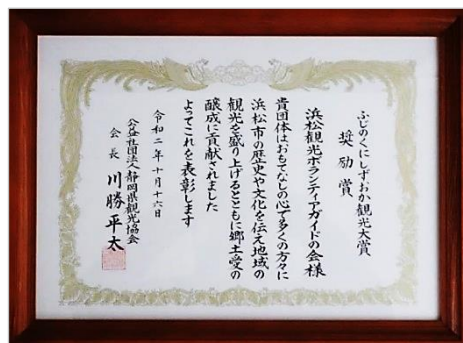 ふじのくにしずおか観光大賞
奨励賞
浜松観光ボランティアガイドの会様
貴団体はおもてなしの心で多くの方々に
浜松市の歴史や文化を伝え地域の
観光を盛り上げるとともに郷土愛の
醸成に貢献されました
よってこれを表彰します
令和二年十月十六日
公益社団法人静岡県観光協会
会長 川勝平太